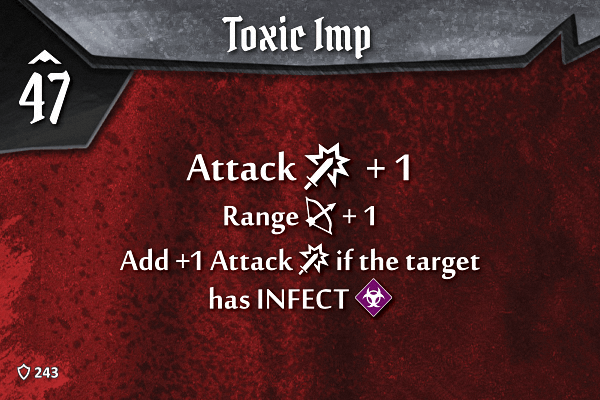 Toxic Imp
47
Attack + 1
Range + 1
Add +1 Attack if the target
has INFECT
243